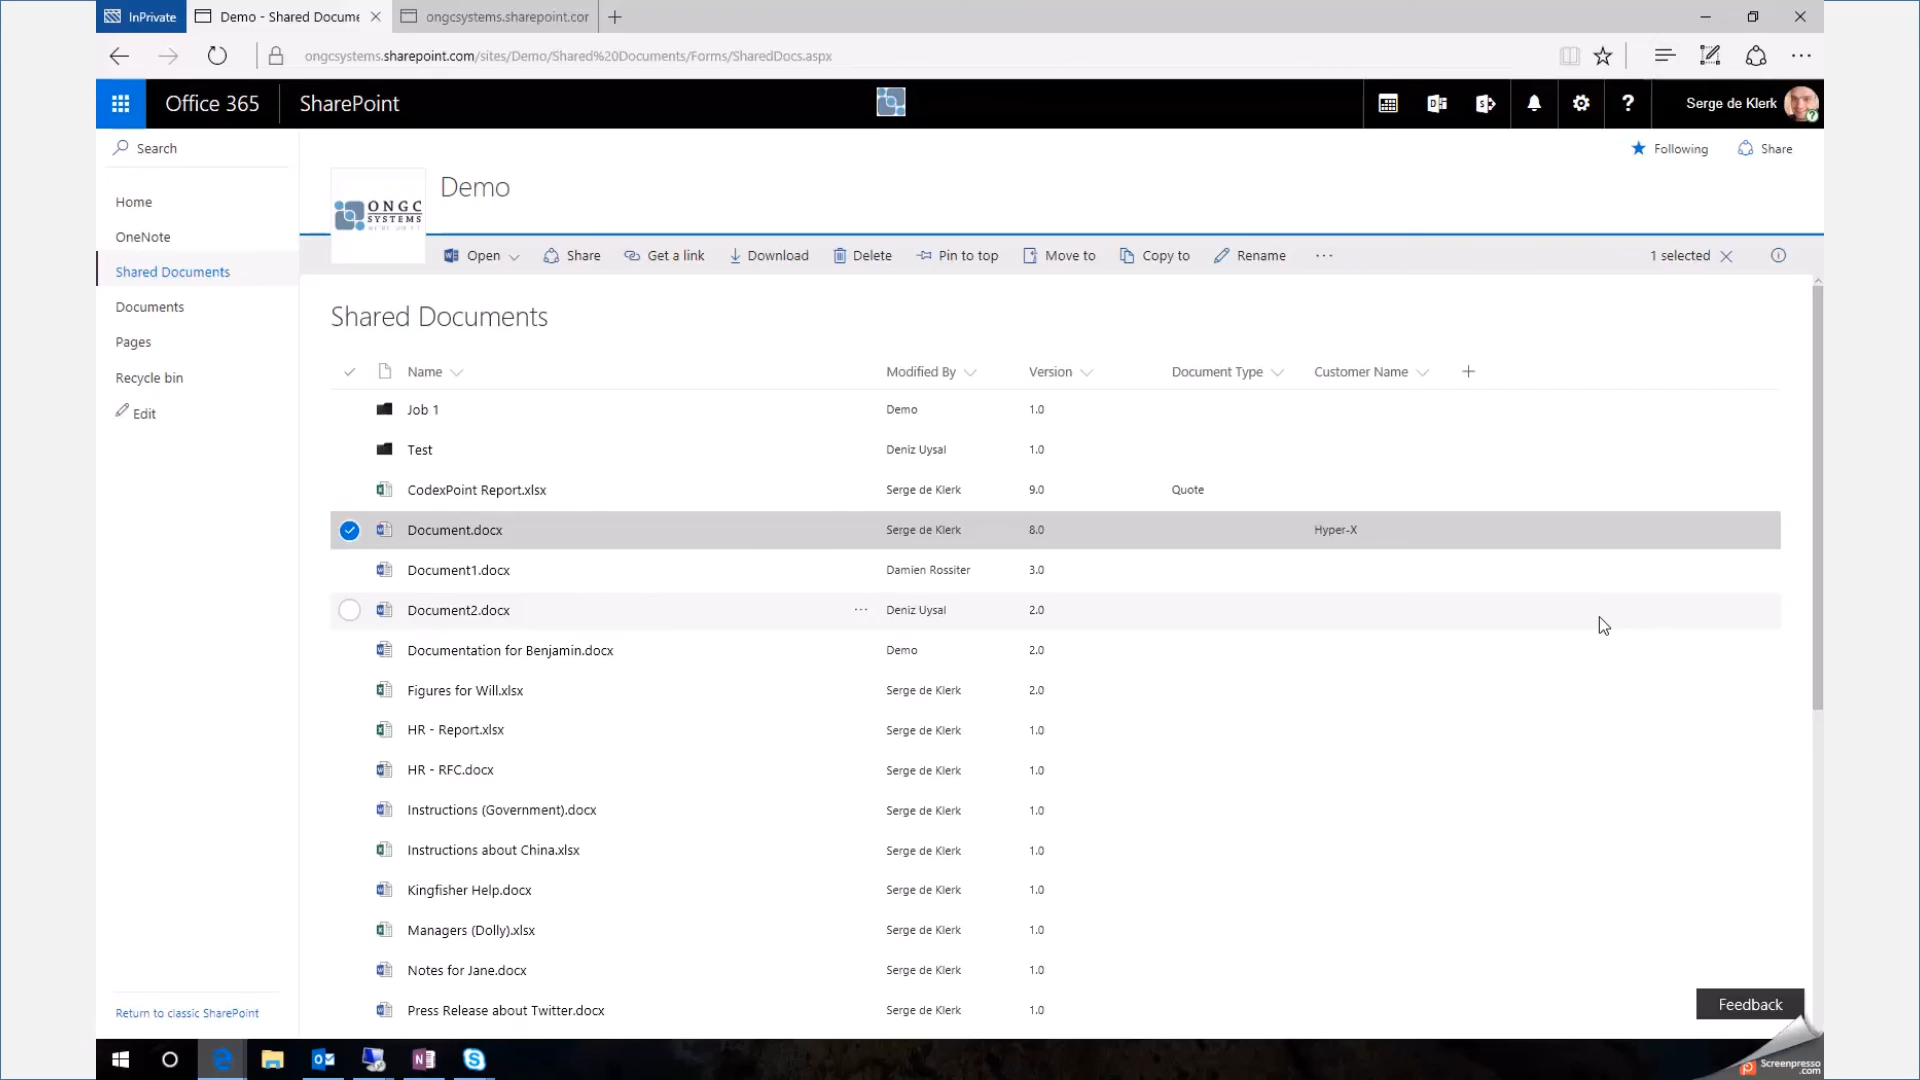 InPrivate
Demo - Shared Docume
ongcsystems.sharepoint.cor
ongcsystems.sharepoint.com/sites/Demo/Shared%20Documents/Forms/SharedDocs.aspx
Office 365
SharePoint
Serge de Klerk
Search
Following
Share
Home
OneNote
Shared Documents
Documents
Pages
Recycle bin
Edit
Return to classic SharePoint
ONGC
SYSTEMS
Demo
Open
Share
Get a link
Download
Delete
Pin to top
Move to
Copy to
Rename
...
1 selected
Shared Documents
Name Modified By Version Document Type Customer Name
Job 1 Demo 1.0
Test Deniz Uysal 1.0
CodexPoint Report.xlsx Serge de Klerk 9.0 Quote
Document.docx Serge de Klerk 8.0 Hyper-X
Document1.docx Damien Rossiter 3.0
Document2.docx ... Deniz Uysal 2.0
Documentation for Benjamin.docx Demo 2.0
Figures for Will.xlsx Serge de Klerk 2.0
HR - Report.xlsx Serge de Klerk 1.0
HR - RFC.docx Serge de Klerk 1.0
Instructions (Government).docx Serge de Klerk 1.0
Instructions about China.xlsx Serge de Klerk 1.0
Kingfisher Help.docx Serge de Klerk 1.0
Managers (Dolly).xlsx Serge de Klerk 1.0
Notes for Jane.docx Serge de Klerk 1.0
Press Release about Twitter.docx Serge de Klerk 1.0
Feedback
Screenpresso
.com